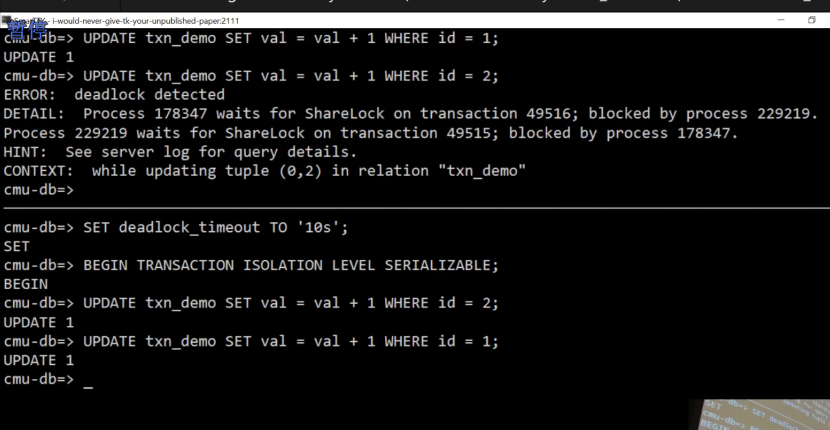 暂停
i-would-never-give-tk-your-unpublished-paper:2111
cmu-db=> UPDATE txn_demo SET val = val + 1 WHERE id = 1;
UPDATE 1
cmu-db=> UPDATE txn_demo SET val = val + 1 WHERE id = 2;
ERROR:  deadlock detected
DETAIL:  Process 178347 waits for ShareLock on transaction 49516; blocked by process 229219.
Process 229219 waits for ShareLock on transaction 49515; blocked by process 178347.
HINT:  See server log for query details.
CONTEXT:  while updating tuple (0,2) in relation "txn_demo"
cmu-db=>
cmu-db=> SET deadlock_timeout TO '10s';
SET
cmu-db=> BEGIN TRANSACTION ISOLATION LEVEL SERIALIZABLE;
BEGIN
cmu-db=> UPDATE txn_demo SET val = val + 1 WHERE id = 2;
UPDATE 1
cmu-db=> UPDATE txn_demo SET val = val + 1 WHERE id = 1;
UPDATE 1
cmu-db=> _
SET
cmu-db=> SET deadl